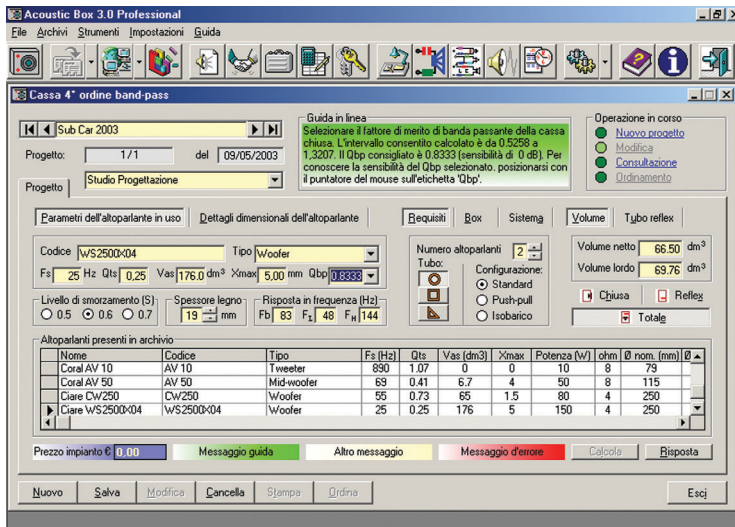 Acoustic Box 3.0 Professional
File Archivi Strumenti Impostazioni Guida
Cassa 4° ordine band-pass
Sub Car 2003
Progetto: 1/1 del 09/05/2003
Studio Progettazione
Progetto
Guida in linea
Selezionare il fattore di merito di banda passante della cassa
chiusa. L'intervallo consentito calcolato è da 0.5258 a
1,3207. Il Qbp consigliato è 0.8333 (sensibilità di 0 dB). Per
conoscere la sensibilità del Qbp selezionato, posizionarsi con
il puntatore del mouse sull'etichetta 'Qbp'.
Operazione in corso
Nuovo progetto
Modifica
Consultazione
Ordinamento
Parametri dell'altoparlante in uso Dettagli dimensionali dell'altoparlante Requisiti Box Sistema Volume Tubo reflex
Codice WS2500X04 Tipo Woofer
Fs 25 Hz Qts 0,25 Vas 176.0 dm³ Xmax 5,00 mm Qbp 0.8333
Livello di smorzamento (S)
0.5 0.6 0.7
Spessore legno
19 mm
Risposta in frequenza (Hz)
Fb 83 FL 48 FH 144
Numero altoparlanti 2
Tubo:
Configurazione:
Standard
Push-pull
Isobarico
Volume netto 66.50 dm³
Volume lordo 69.76 dm³
Chiusa Reflex
Totale
Altoparlanti presenti in archivio
Nome Codice Tipo Fs (Hz) Qts Vas (dm3) Xmax Potenza (W) ohm Ø nom. (mm) Ø
Coral AV 10 AV 10 Tweeter 890 1.07 0 0 10 8 79
Coral AV 50 AV 50 Mid-woofer 69 0.41 6.7 4 50 8 115
Ciare CW250 CW250 Woofer 55 0.73 65 1.5 80 4 250
Ciare WS2500X04 WS2500X04 Woofer 25 0.25 176 5 150 4 250
Prezzo impianto € 0,00 Messaggio guida Altro messaggio Messaggio d'errore Calcola Risposta
Nuovo Salva Modifica Cancella Stampa Ordina Esci